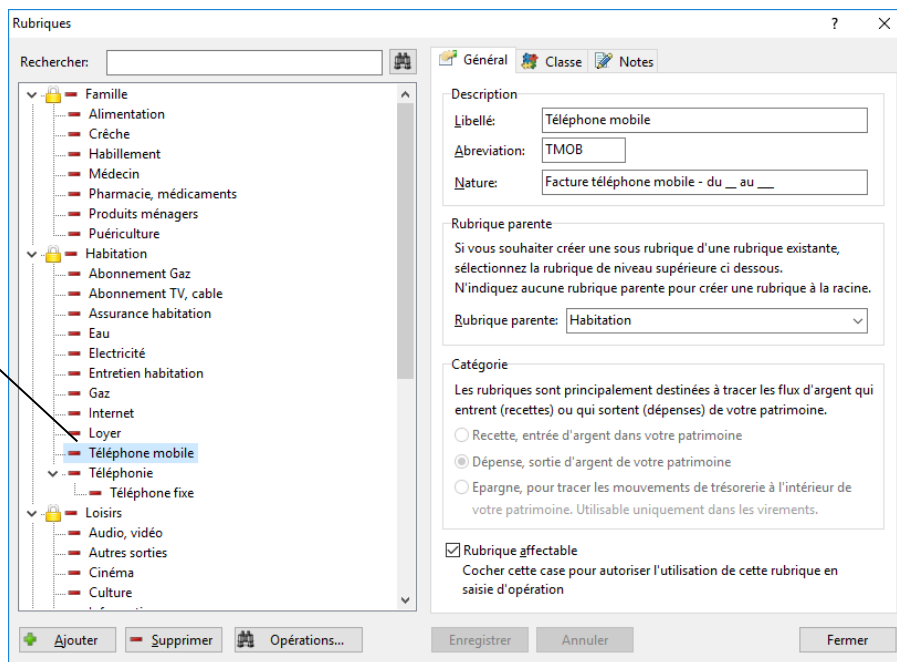 Rubriques
?
Rechercher:
Famille
Alimentation
Crêche
Habillement
Médecin
Pharmacie, médicaments
Produits ménagers
Puériculture
Habitation
Abonnement Gaz
Abonnement TV, cable
Assurance habitation
Eau
Electricité
Entretien habitation
Gaz
Internet
Loyer
Téléphone mobile
Téléphonie
Téléphone fixe
Loisirs
Audio, vidéo
Autres sorties
Cinéma
Culture
Ajouter
Supprimer
Opérations...
Général
Classe
Notes
Description
Libellé: Téléphone mobile
Abreviation: TMOB
Nature: Facture téléphone mobile - du __ au __
Rubrique parente
Si vous souhaiter créer une sous rubrique d'une rubrique existante,
sélectionnez la rubrique de niveau supérieure ci dessous.
N'indiquez aucune rubrique parente pour créer une rubrique à la racine.
Rubrique parente: Habitation
Catégorie
Les rubriques sont principalement destinées à tracer les flux d'argent qui
entrent (recettes) ou qui sortent (dépenses) de votre patrimoine.
Recette, entrée d'argent dans votre patrimoine
Dépense, sortie d'argent de votre patrimoine
Epargne, pour tracer les mouvements de trésorerie à l'intérieur de
votre patrimoine. Utilisable uniquement dans les virements.
Rubrique affectable
Cocher cette case pour autoriser l'utilisation de cette rubrique en
saisie d'opération
Enregistrer
Annuler
Fermer